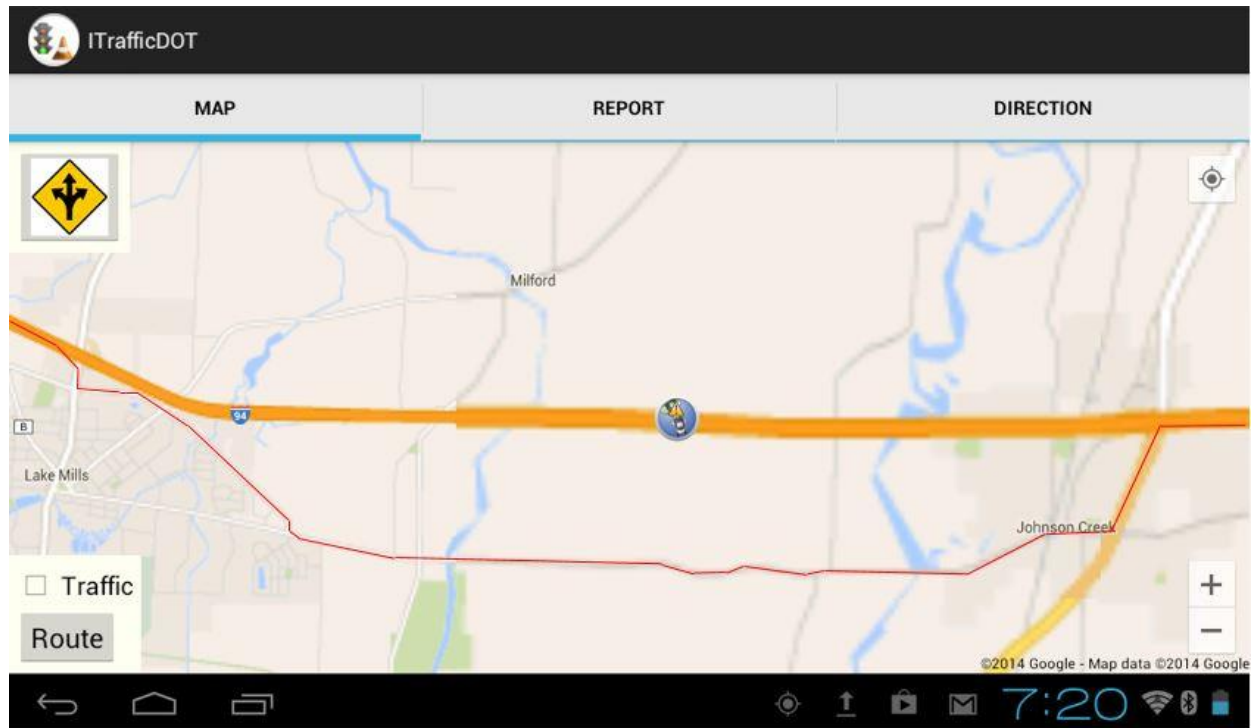 ITrafficDOT
MAP
REPORT
DIRECTION
Milford
94
B
Lake Mills
Johnson Creek
Traffic
Route
+
−
©2014 Google - Map data ©2014 Google
7:20